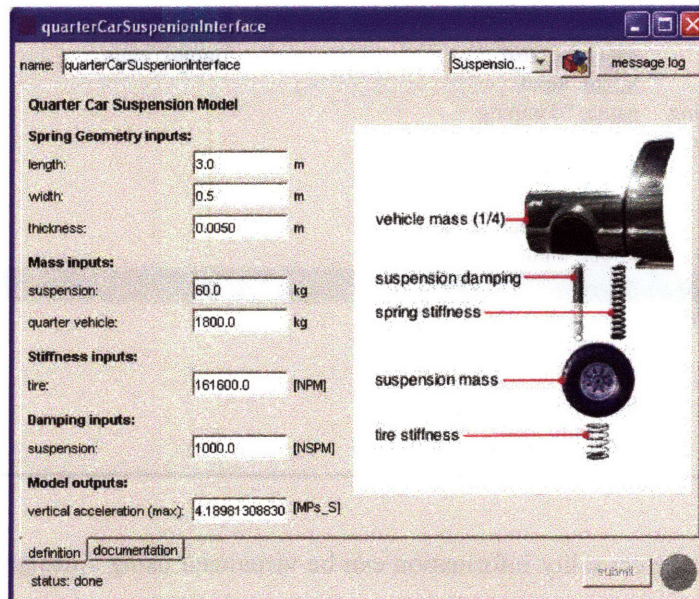 quarterCarSuspenionInterface
name: quarterCarSuspenionInterface Suspensio... message log
Quarter Car Suspension Model
Spring Geometry inputs:
length: 3.0 m
width: 0.5 m
thickness: 0.0050 m
Mass inputs:
suspension: 60.0 kg
quarter vehicle: 1800.0 kg
Stiffness inputs:
tire: 161600.0 [NPM]
Damping inputs:
suspension: 1000.0 [NSPM]
Model outputs:
vertical acceleration (max): 4.18981308830 [MPs_S]
vehicle mass (1/4)
suspension damping
spring stiffness
suspension mass
tire stiffness
definition documentation
status: done submit